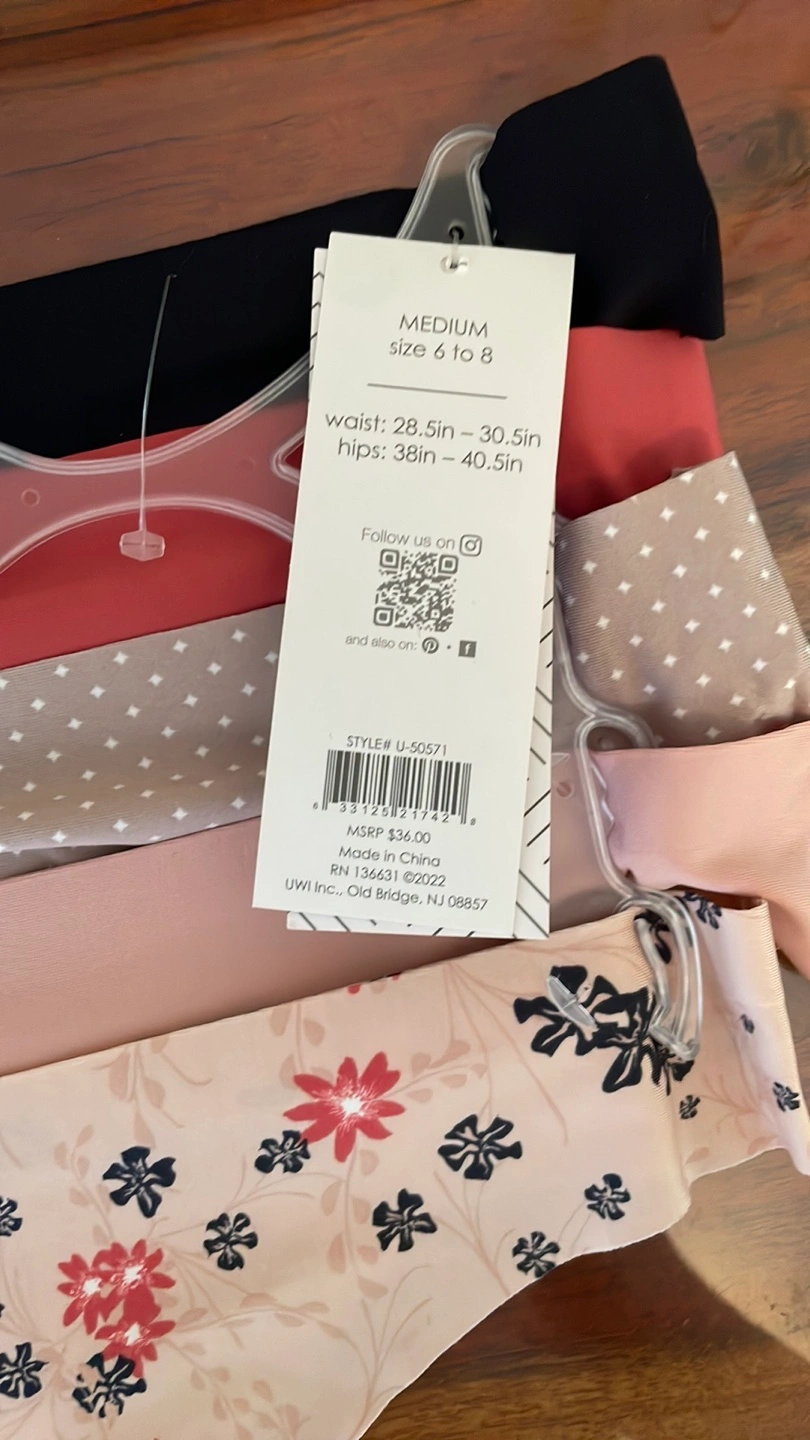 MEDIUM
size 6 to 8
waist: 28.5in – 30.5in
hips: 38in – 40.5in
Follow us on
and also on:
STYLE# U-50571
6 33125 21742 8
MSRP $36.00
Made in China
RN 136631 ©2022
UWI Inc., Old Bridge, NJ 08857